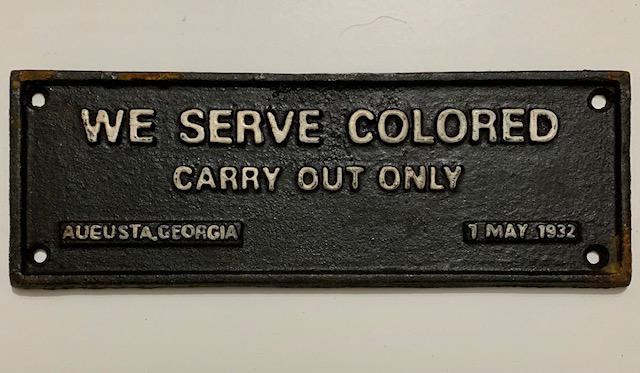 WE SERVE COLORED
CARRY OUT ONLY
AUEUSTA,GEORGIA
1 MAY 1932